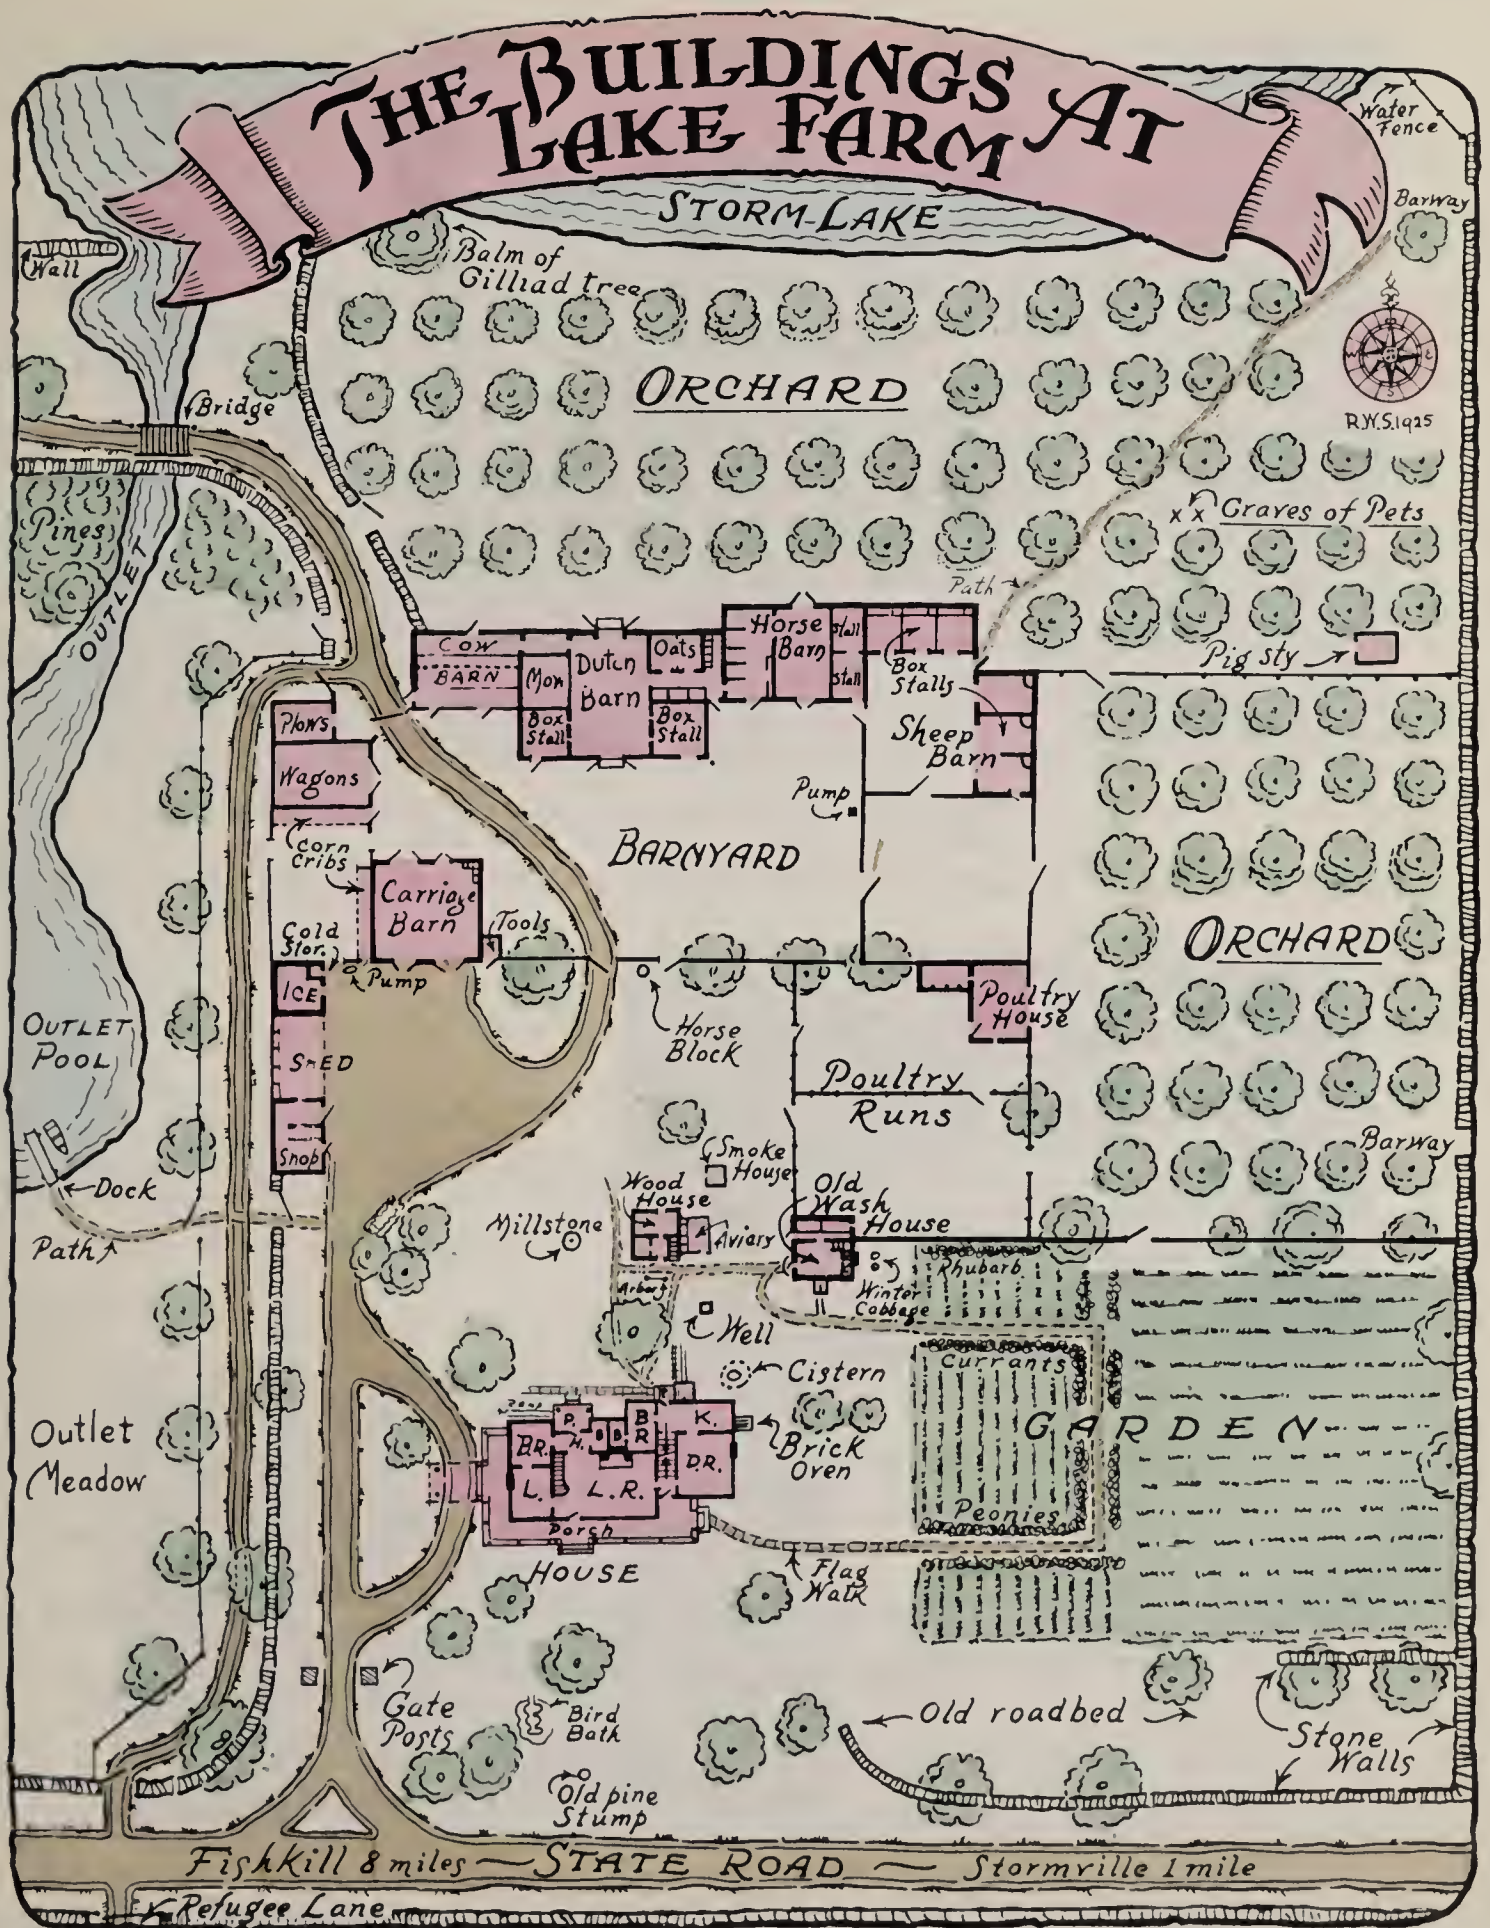 THE BUILDINGS AT
LAKE FARM
Water
Fence
STORM-LAKE
Barway
Wall
Balm of
Gilliad tree
ORCHARD
Bridge
R.W.S. 1925
Pines
OUTLET
x x Graves of Pets
Path
Pig sty
COW
BARN
Mow
Dutch
Barn
Oats
Box
Stall
Box
Stall
Horse
Barn
Stall
Stall
Box
Stalls
Sheep
Barn
Plows
Wagons
Pump
Corn
Cribs
BARNYARD
Carriage
Barn
Tools
Cold
Stor.
Pump
ICE
SHED
Shop
ORCHARD
OUTLET
POOL
Horse
Block
Poultry
House
Poultry
Runs
Barway
Dock
Path
Smoke
House
Wood
House
Millstone
Aviary
Old
Wash
House
Arbor
Winter
Cobbage
Rhubarb
Well
Cistern
Currants
GARDEN
Peonies
Outlet
Meadow
P.
H.
B
B
B
R
K.
B.R.
L.
L.R.
D.R.
Porch
HOUSE
Brick
Oven
Flag
Walk
Gate
Posts
Bird
Bath
Old roadbed
Stone
Walls
Old pine
Stump
Fishkill 8 miles — STATE ROAD — Stormville 1 mile
Refugee Lane